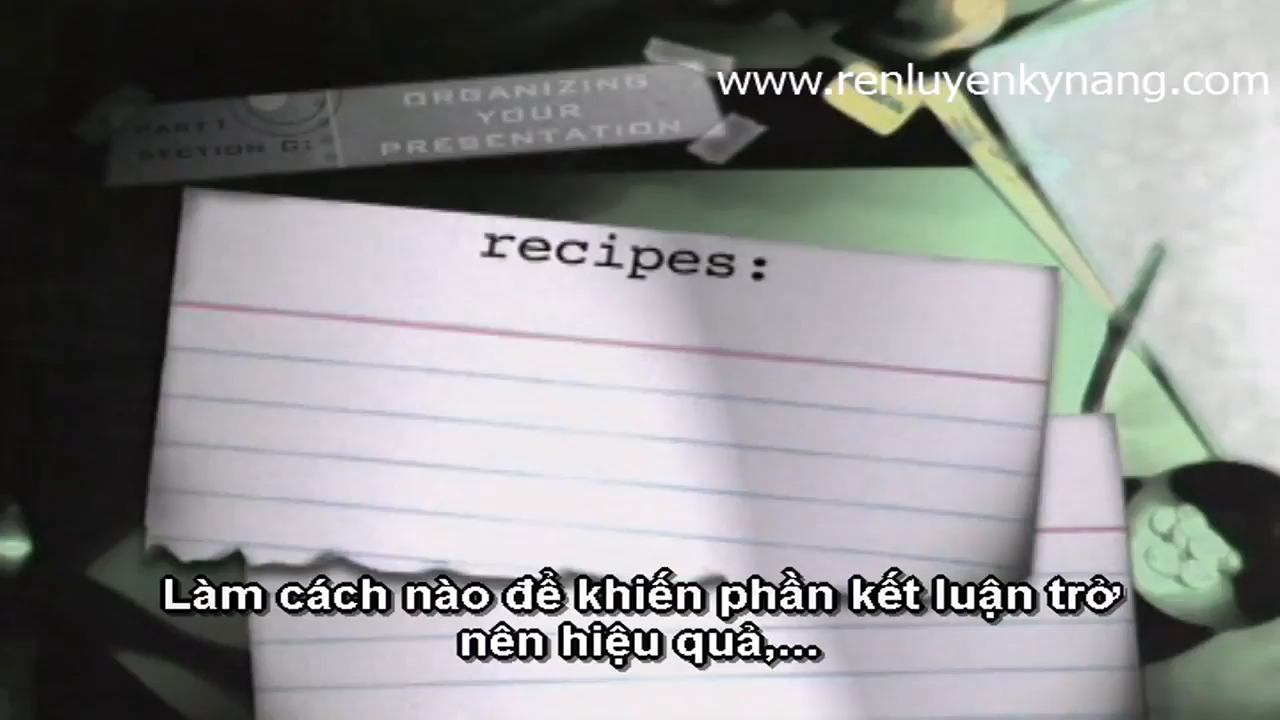 www.renluyenkynang.com
ORGANIZING
YOUR
PRESENTATION
PART 1
SECTION G:
recipes:
Làm cách nào để khiến phần kết luận trở
nên hiệu quả,...